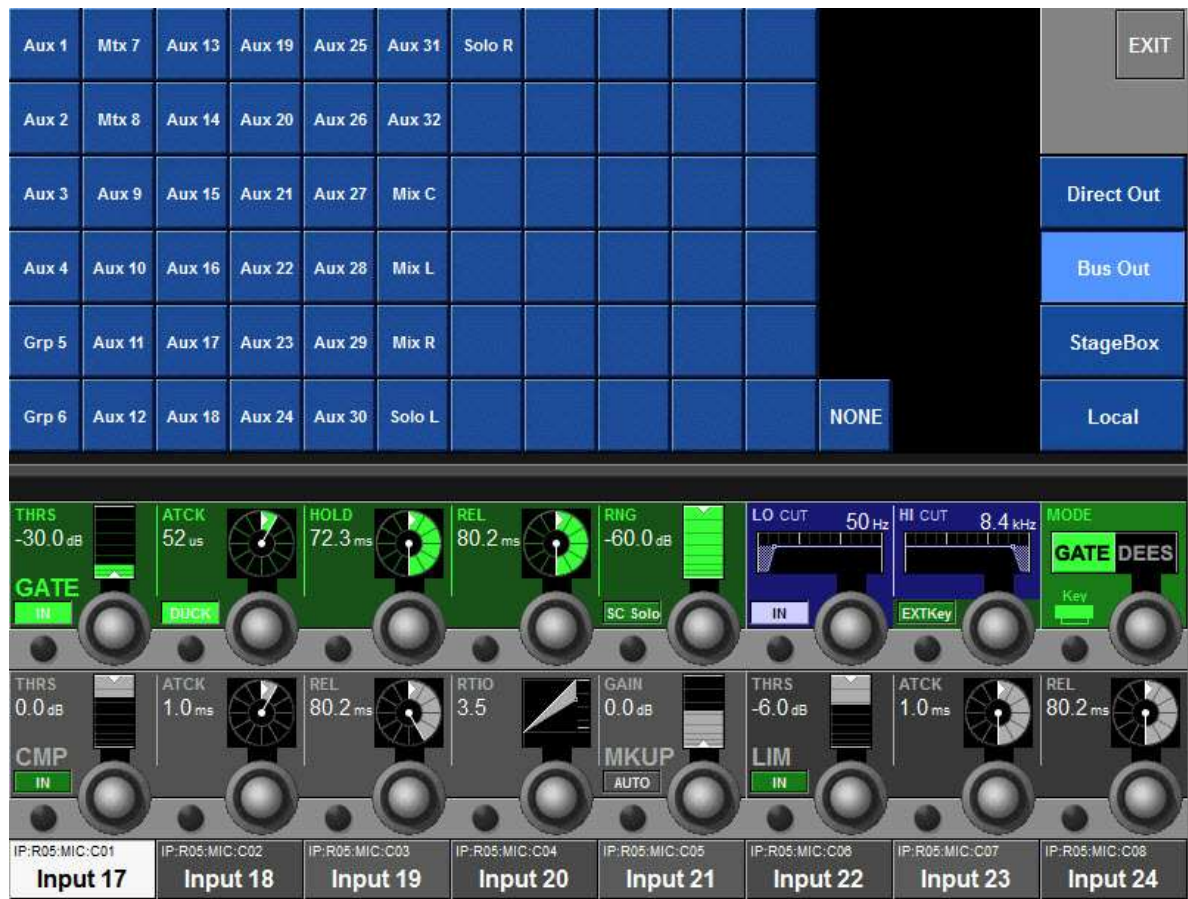 Aux 1 Mtx 7 Aux 13 Aux 19 Aux 25 Aux 31 Solo R EXIT
Aux 2 Mtx 8 Aux 14 Aux 20 Aux 26 Aux 32
Aux 3 Aux 9 Aux 15 Aux 21 Aux 27 Mix C Direct Out
Aux 4 Aux 10 Aux 16 Aux 22 Aux 28 Mix L Bus Out
Grp 5 Aux 11 Aux 17 Aux 23 Aux 29 Mix R StageBox
Grp 6 Aux 12 Aux 18 Aux 24 Aux 30 Solo L NONE Local
THRS ATCK HOLD REL RNG LO CUT 50 Hz HI CUT 8.4 kHz MODE
-30.0 dB 52 us 72.3 ms 80.2 ms -60.0 dB
GATE DEES
GATE Key
IN DUCK SC Solo IN EXTKey
THRS ATCK REL RTIO GAIN THRS ATCK REL
0.0 dB 1.0 ms 80.2 ms 3.5 0.0 dB -6.0 dB 1.0 ms 80.2 ms
CMP MKUP LIM
IN AUTO IN
IP:R05:MIC:C01 IP:R05:MIC:C02 IP:R05:MIC:C03 IP:R05:MIC:C04 IP:R05:MIC:C05 IP:R05:MIC:C06 IP:R05:MIC:C07 IP:R05:MIC:C08
Input 17 Input 18 Input 19 Input 20 Input 21 Input 22 Input 23 Input 24